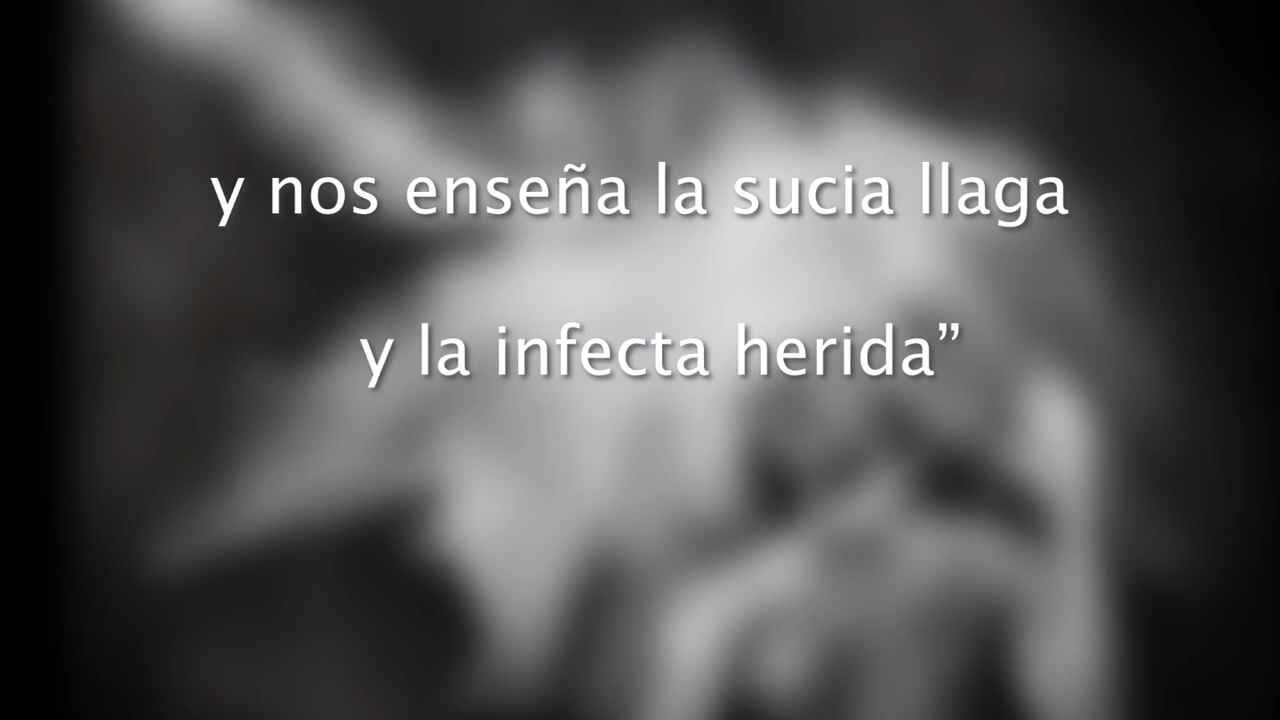 y nos enseña la sucia llaga
y la infecta herida”